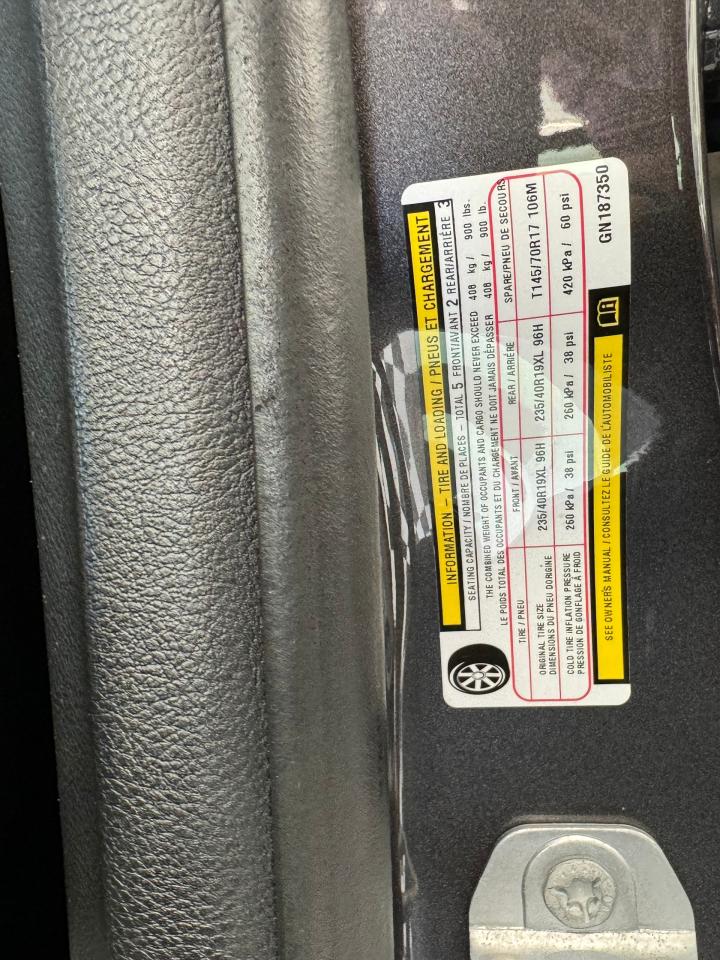 INFORMATION – TIRE AND LOADING / PNEUS ET CHARGEMENT
SEATING CAPACITY / NOMBRE DE PLACES – TOTAL 5 FRONT/AVANT 2 REAR/ARRIÈRE 3
THE COMBINED WEIGHT OF OCCUPANTS AND CARGO SHOULD NEVER EXCEED 408 kg / 900 lbs.
LE POIDS TOTAL DES OCCUPANTS ET DU CHARGEMENT NE DOIT JAMAIS DÉPASSER 408 kg / 900 lb.
TIRE / PNEU FRONT / AVANT REAR / ARRIÈRE SPARE/PNEU DE SECOURS
ORIGINAL TIRE SIZE
DIMENSIONS DU PNEU DORIGINE 235/40R19XL 96H 235/40R19XL 96H T145/70R17 106M
COLD TIRE INFLATION PRESSURE
PRESSION DE GONFLAGE À FROID 260 kPa / 38 psi 260 kPa / 38 psi 420 kPa / 60 psi
SEE OWNER'S MANUAL / CONSULTEZ LE GUIDE DE L'AUTOMOBILISTE
GN187350